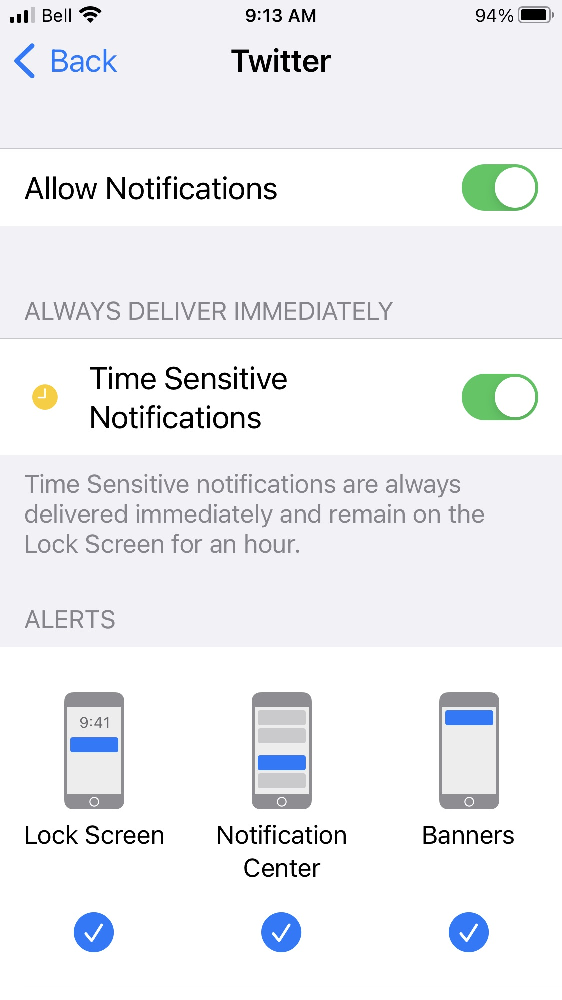 Bell 9:13 AM 94%
Back Twitter
Allow Notifications
ALWAYS DELIVER IMMEDIATELY
Time Sensitive
Notifications
Time Sensitive notifications are always
delivered immediately and remain on the
Lock Screen for an hour.
ALERTS
9:41
Lock Screen Notification Banners
Center